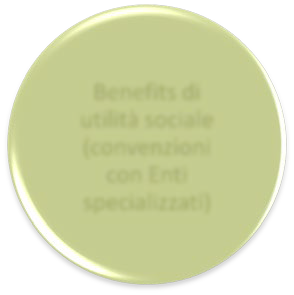 Benefits di
utilità sociale
(convenzioni
con Enti
specializzati)